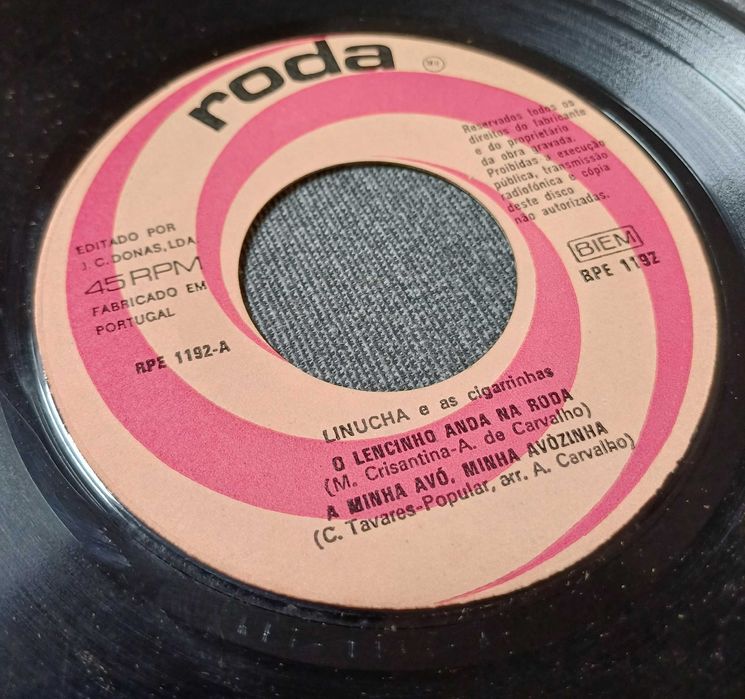 roda
Reservados todos os
direitos do fabricante
e do proprietário
da obra gravada.
Proibidas a execução
pública, transmissão
radiofónica e cópia
deste disco
não autorizadas.
EDITADO POR
J. C. DONAS, LDA.
45 RPM
FABRICADO EM
PORTUGAL
BIEM
RPE 1192
RPE 1192-A
LINUCHA e as cigarrinhas
O LENCINHO ANDA NA RODA
(M. Crisantina-A. de Carvalho)
A MINHA AVÓ, MINHA AVÒZINHA
(C. Tavares-Popular, arr. A. Carvalho)